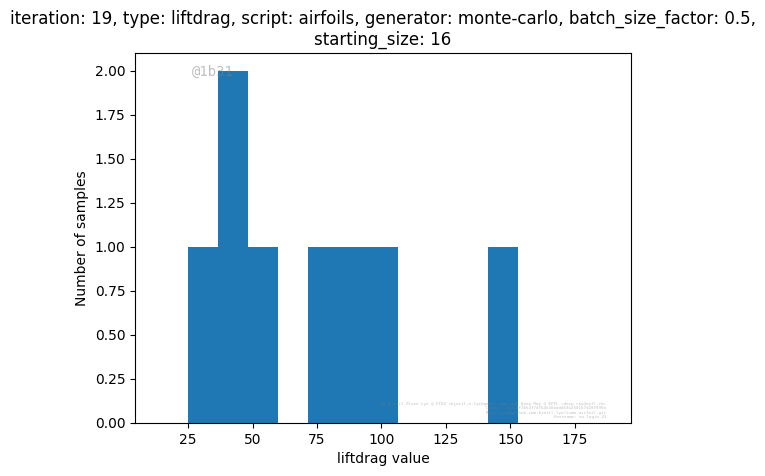 iteration: 19, type: liftdrag, script: airfoils, generator: monte-carlo, batch_size_factor: 0.5,
starting_size: 16
@1b31
2.00
1.75
1.50
1.25
1.00
0.75
0.50
0.25
0.00
Number of samples
25 50 75 100 125 150 175
liftdrag value